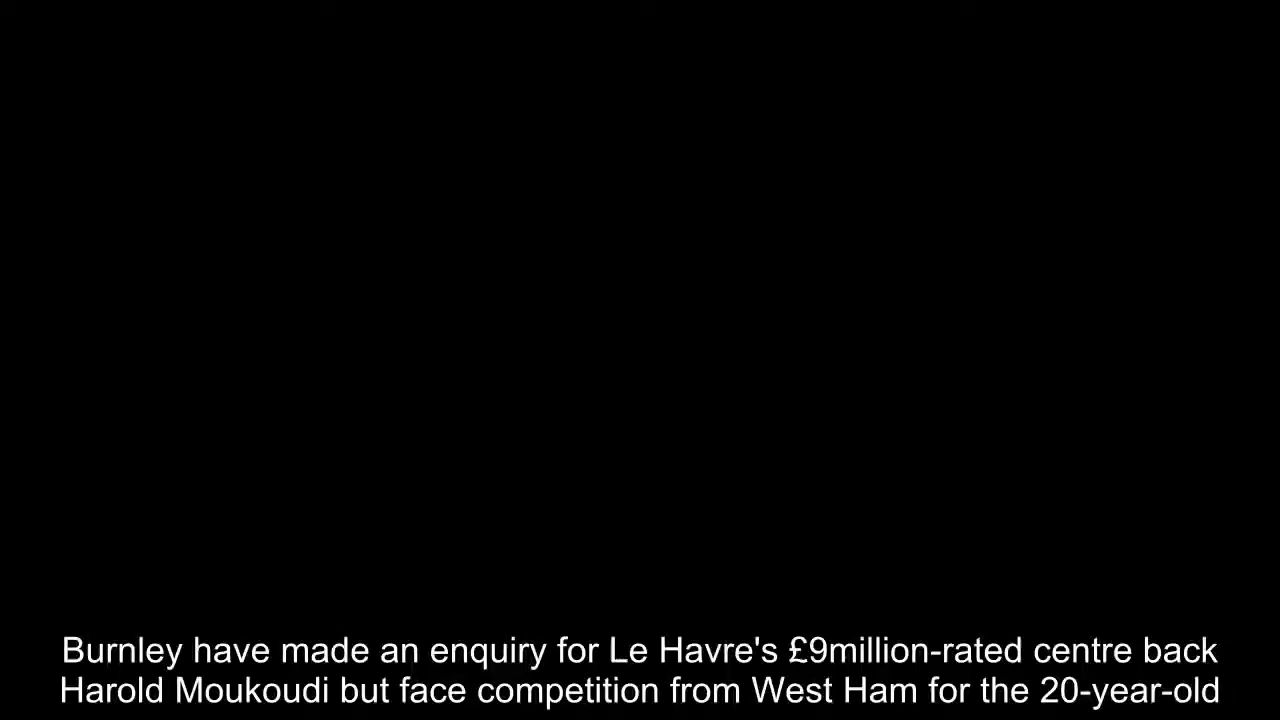 Burnley have made an enquiry for Le Havre's £9million-rated centre back
Harold Moukoudi but face competition from West Ham for the 20-year-old